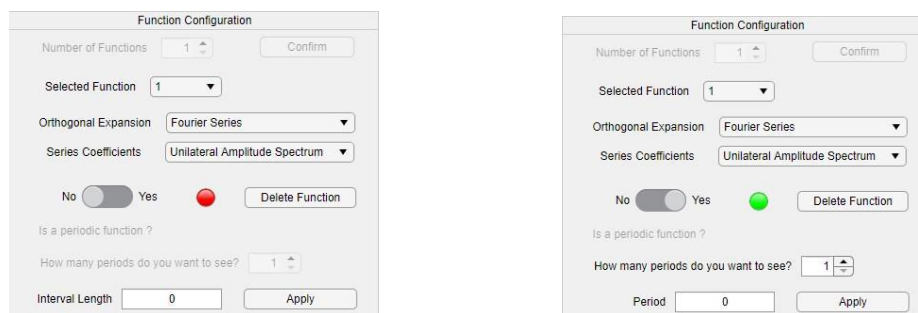 Function Configuration
Number of Functions 1 Confirm
Selected Function 1
Orthogonal Expansion Fourier Series
Series Coefficients Unilateral Amplitude Spectrum
No Yes Delete Function
Is a periodic function ?
How many periods do you want to see? 1
Interval Length 0 Apply
Function Configuration
Number of Functions 1 Confirm
Selected Function 1
Orthogonal Expansion Fourier Series
Series Coefficients Unilateral Amplitude Spectrum
No Yes Delete Function
Is a periodic function ?
How many periods do you want to see? 1
Period 0 Apply